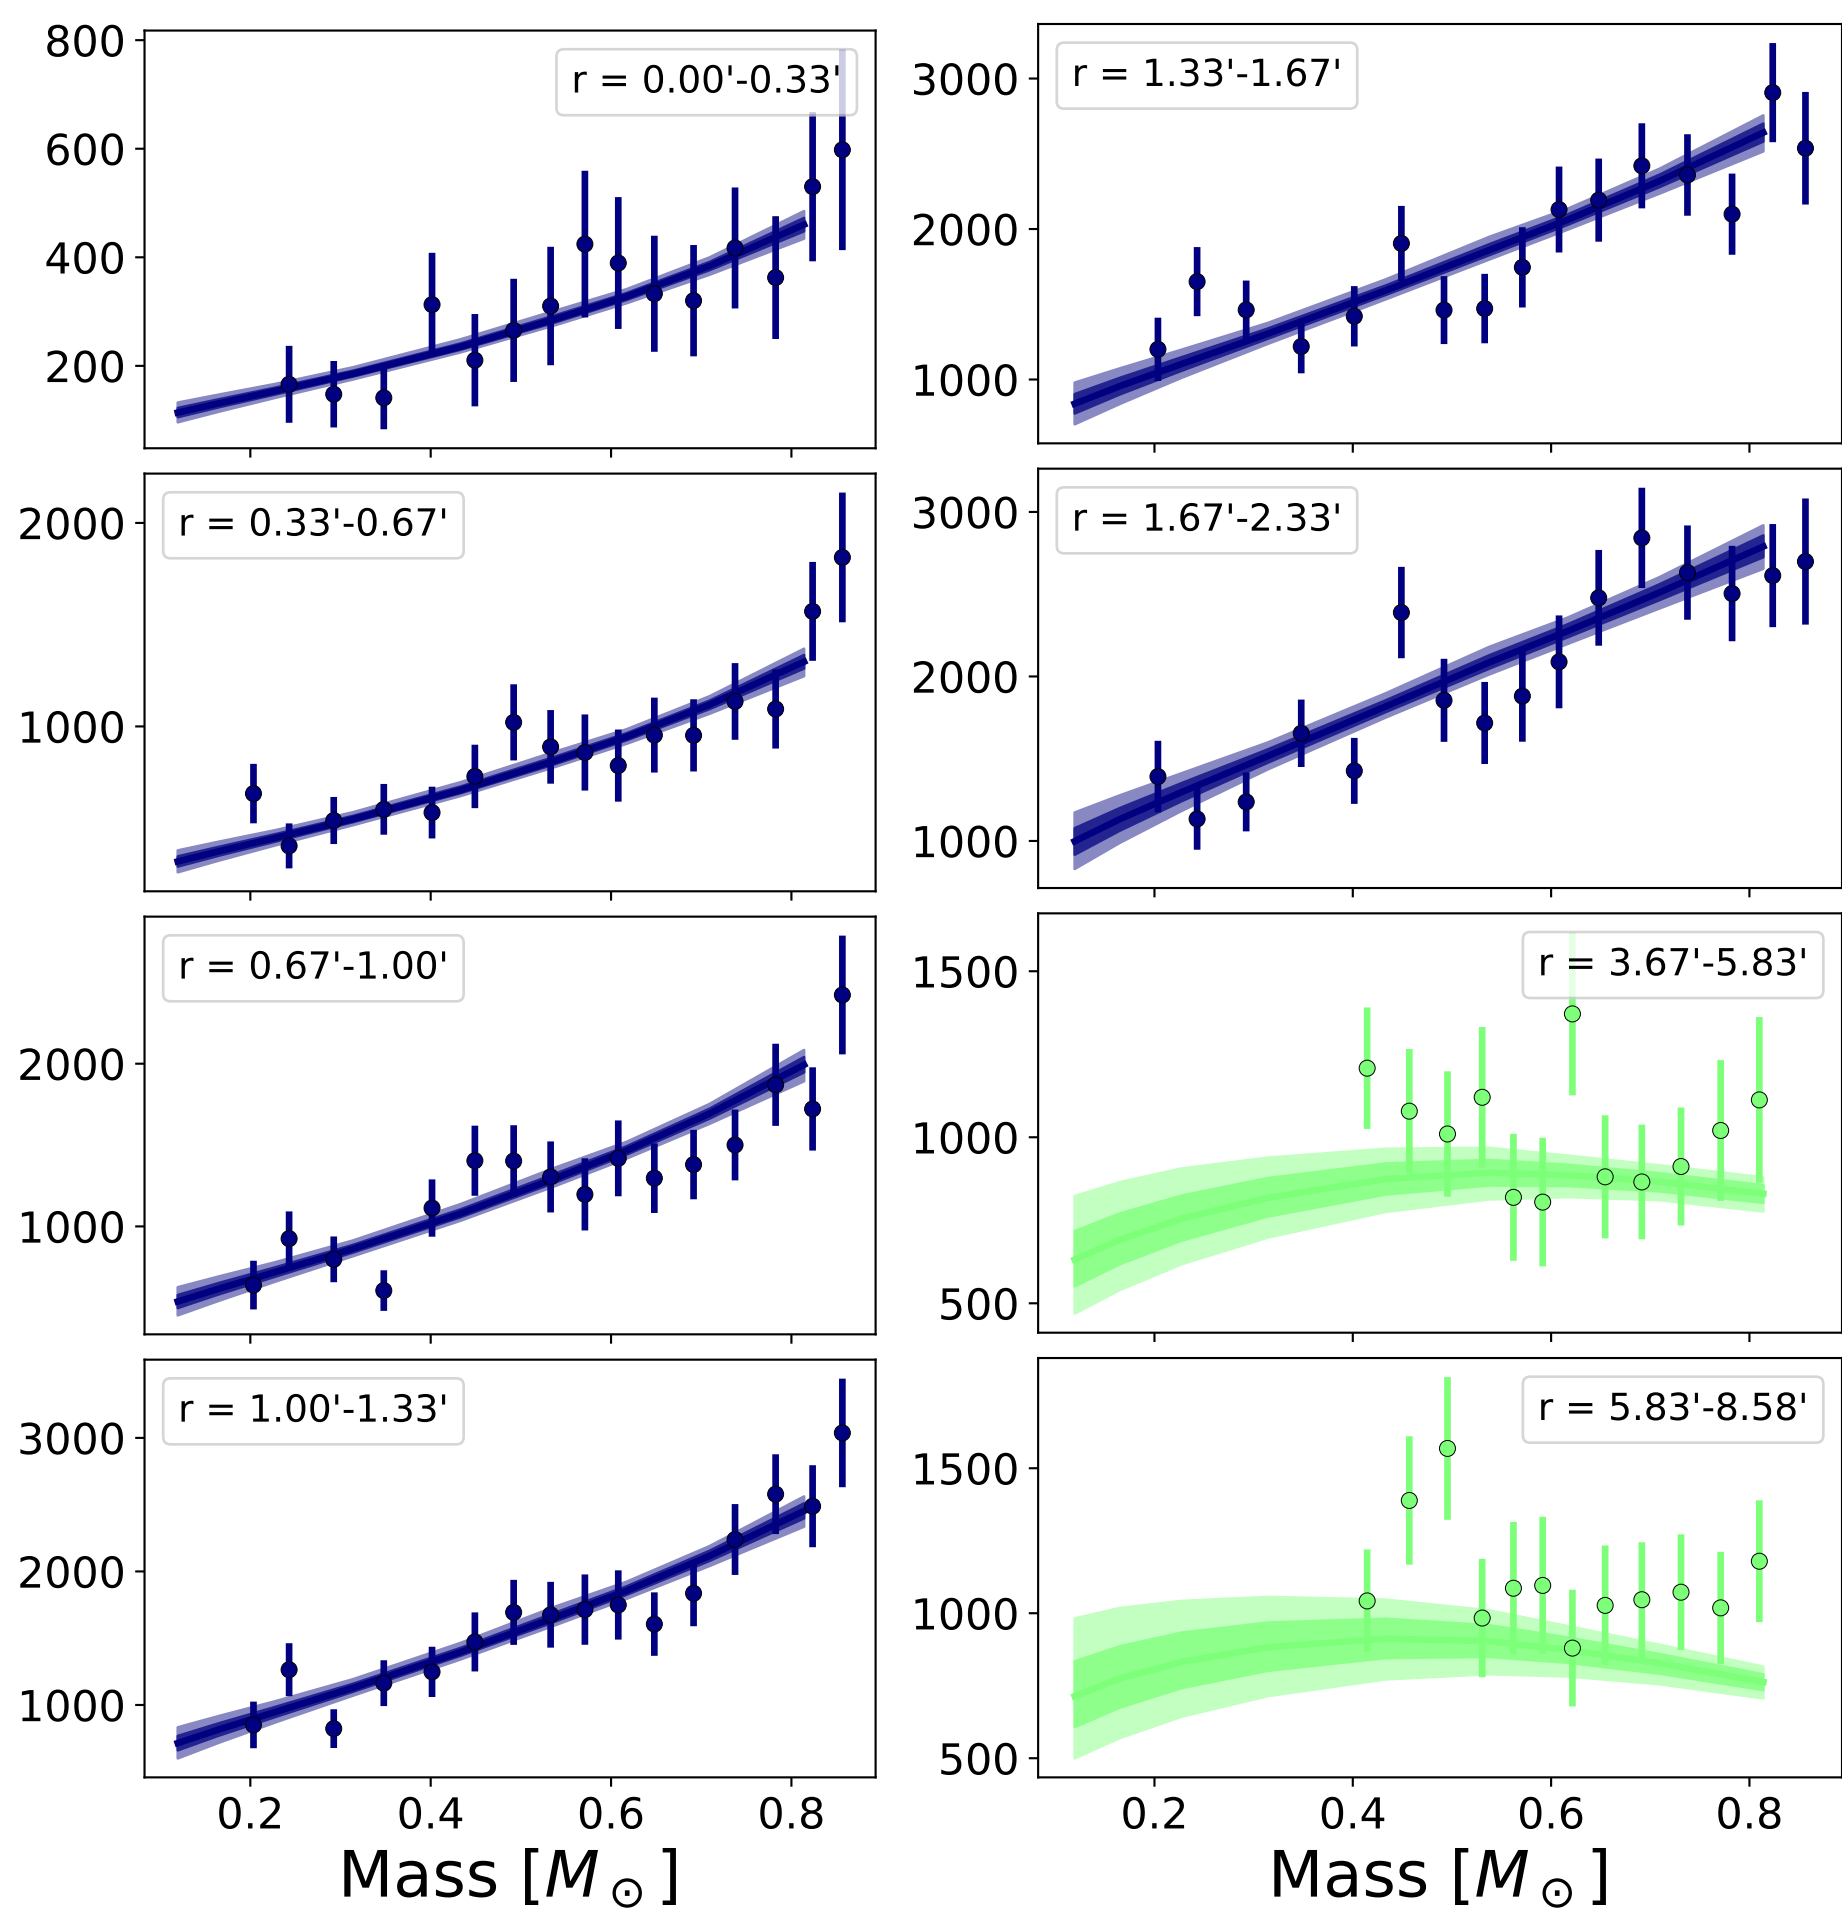 800
600
400
200
r = 0.00'-0.33'
3000
2000
1000
r = 1.33'-1.67'
2000
1000
r = 0.33'-0.67'
3000
2000
1000
r = 1.67'-2.33'
2000
1000
r = 0.67'-1.00'
1500
1000
500
r = 3.67'-5.83'
3000
2000
1000
r = 1.00'-1.33'
1500
1000
500
r = 5.83'-8.58'
0.2 0.4 0.6 0.8
0.2 0.4 0.6 0.8
Mass [M⊙]
Mass [M⊙]